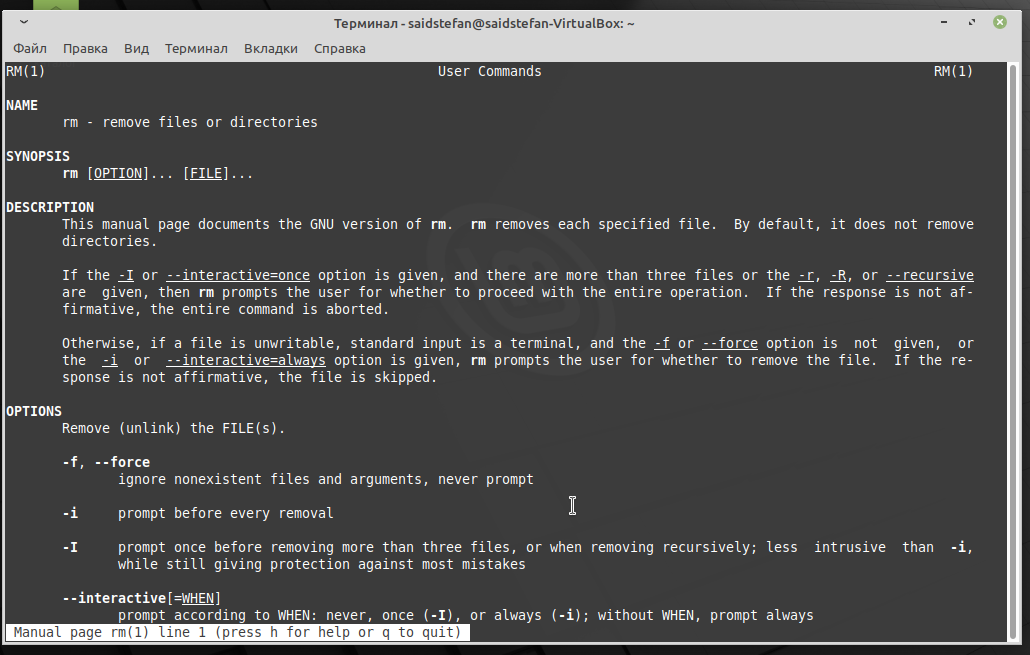 Терминал - saidstefan@saidstefan-VirtualBox: ~
Файл Правка Вид Терминал Вкладки Справка
RM(1) User Commands RM(1)
NAME
rm - remove files or directories
SYNOPSIS
rm [OPTION]... [FILE]...
DESCRIPTION
This manual page documents the GNU version of rm.  rm removes each specified file.  By default, it does not remove
directories.
If the -I or --interactive=once option is given, and there are more than three files or the -r, -R, or --recursive
are  given, then rm prompts the user for whether to proceed with the entire operation.  If the response is not af-
firmative, the entire command is aborted.
Otherwise, if a file is unwritable, standard input is a terminal, and the -f or --force option is  not  given,  or
the  -i  or  --interactive=always option is given, rm prompts the user for whether to remove the file.  If the re-
sponse is not affirmative, the file is skipped.
OPTIONS
Remove (unlink) the FILE(s).
-f, --force
ignore nonexistent files and arguments, never prompt
-i prompt before every removal
-I prompt once before removing more than three files, or when removing recursively; less  intrusive  than  -i,
while still giving protection against most mistakes
--interactive[=WHEN]
prompt according to WHEN: never, once (-I), or always (-i); without WHEN, prompt always
Manual page rm(1) line 1 (press h for help or q to quit)